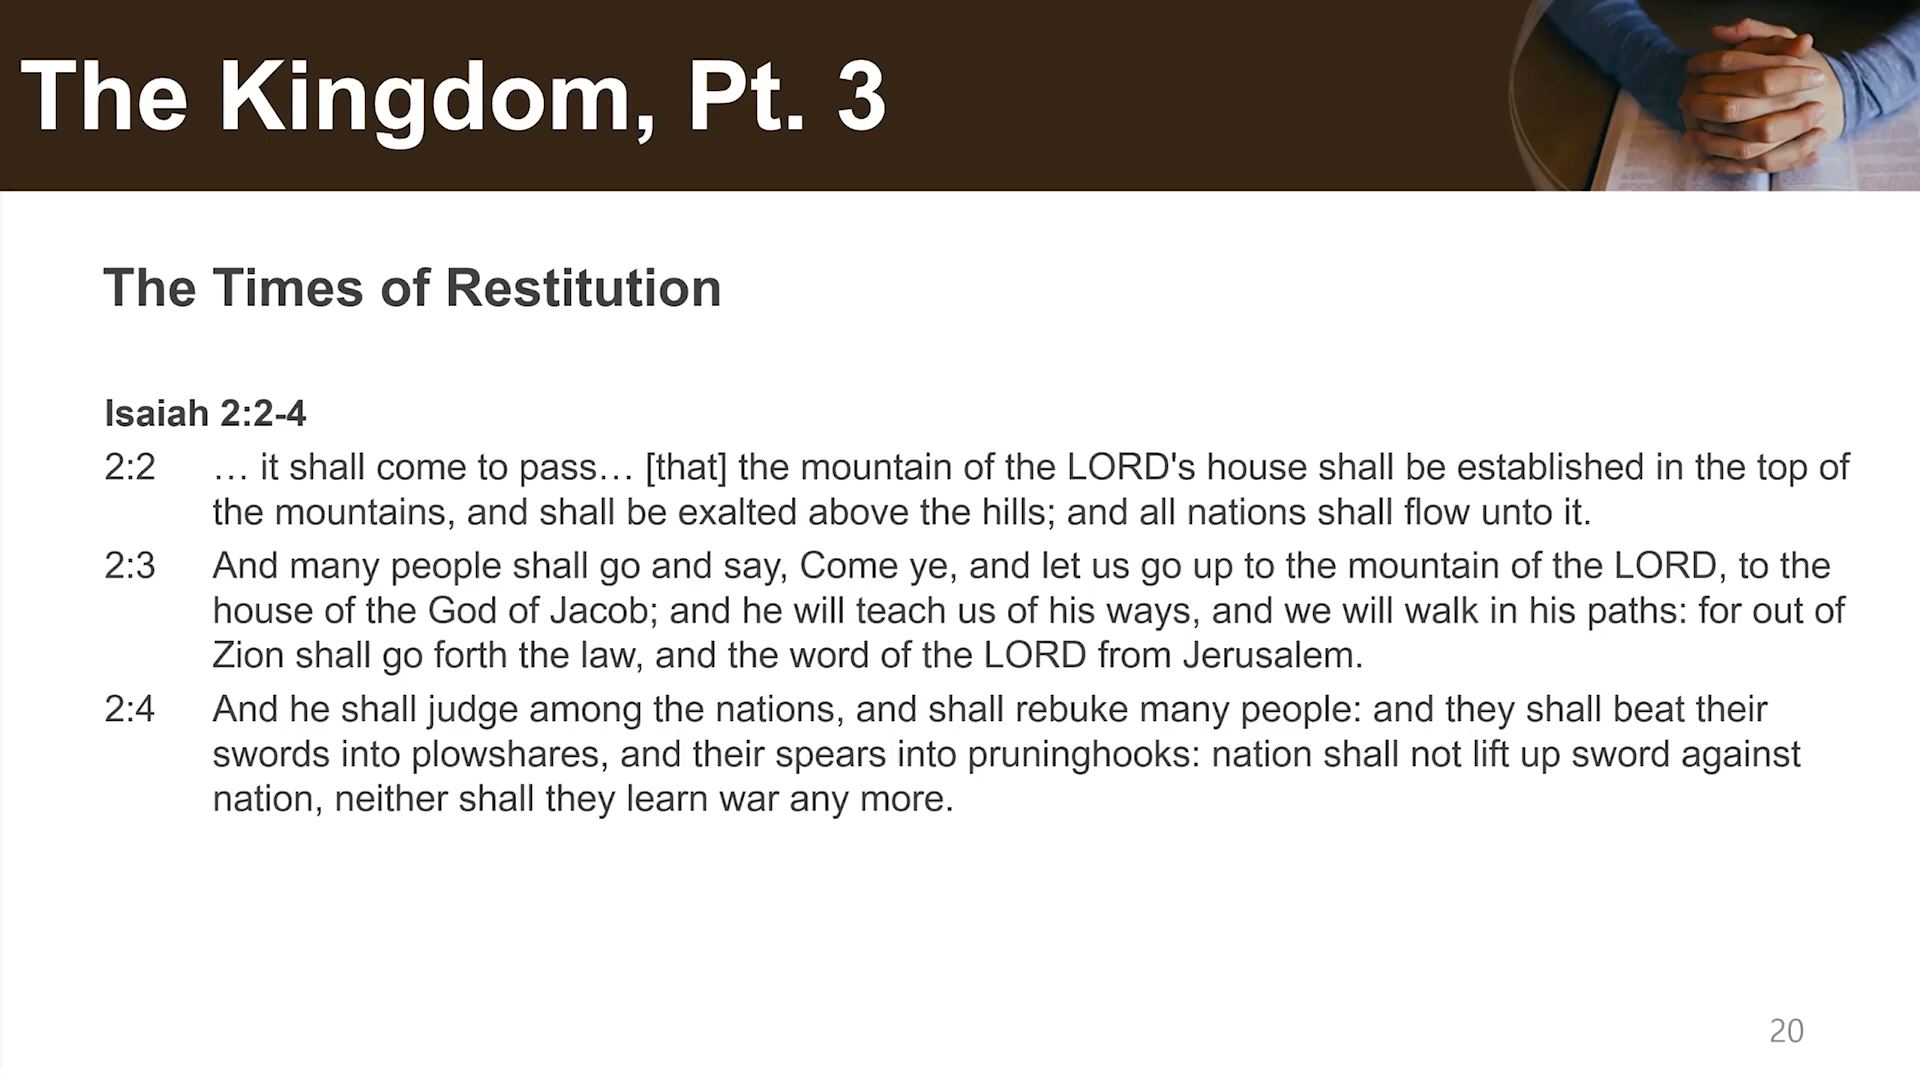 The Kingdom, Pt. 3
The Times of Restitution
Isaiah 2:2-4
2:2 … it shall come to pass… [that] the mountain of the LORD's house shall be established in the top of
the mountains, and shall be exalted above the hills; and all nations shall flow unto it.
2:3 And many people shall go and say, Come ye, and let us go up to the mountain of the LORD, to the
house of the God of Jacob; and he will teach us of his ways, and we will walk in his paths: for out of
Zion shall go forth the law, and the word of the LORD from Jerusalem.
2:4 And he shall judge among the nations, and shall rebuke many people: and they shall beat their
swords into plowshares, and their spears into pruninghooks: nation shall not lift up sword against
nation, neither shall they learn war any more.
20